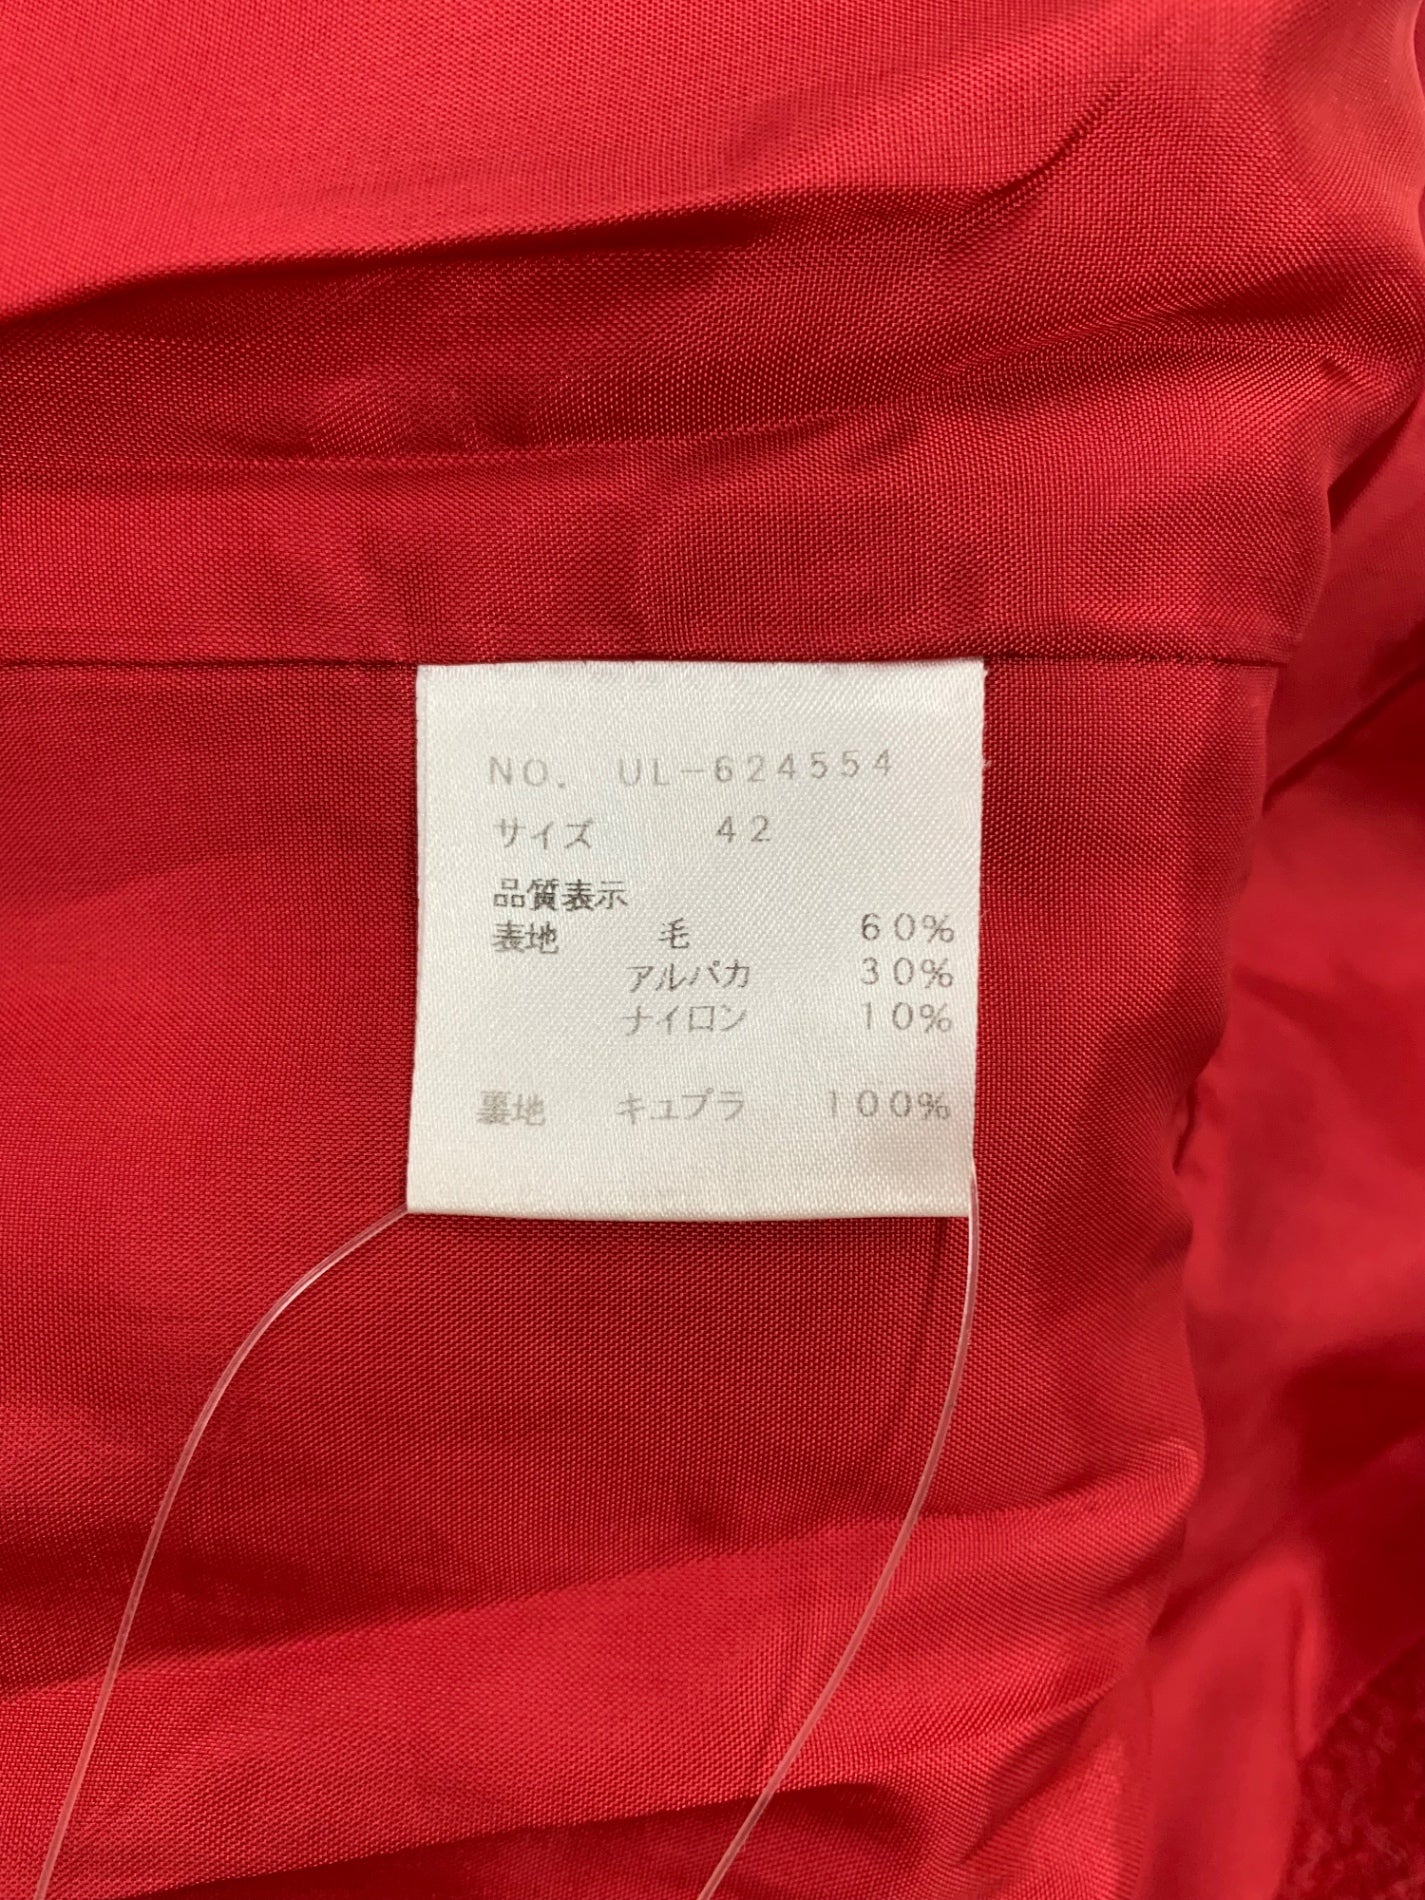 NO. UL-624554
サイズ 42
品質表示
表地 毛 60%
アルパカ 30%
ナイロン 10%
裏地 キュプラ 100%